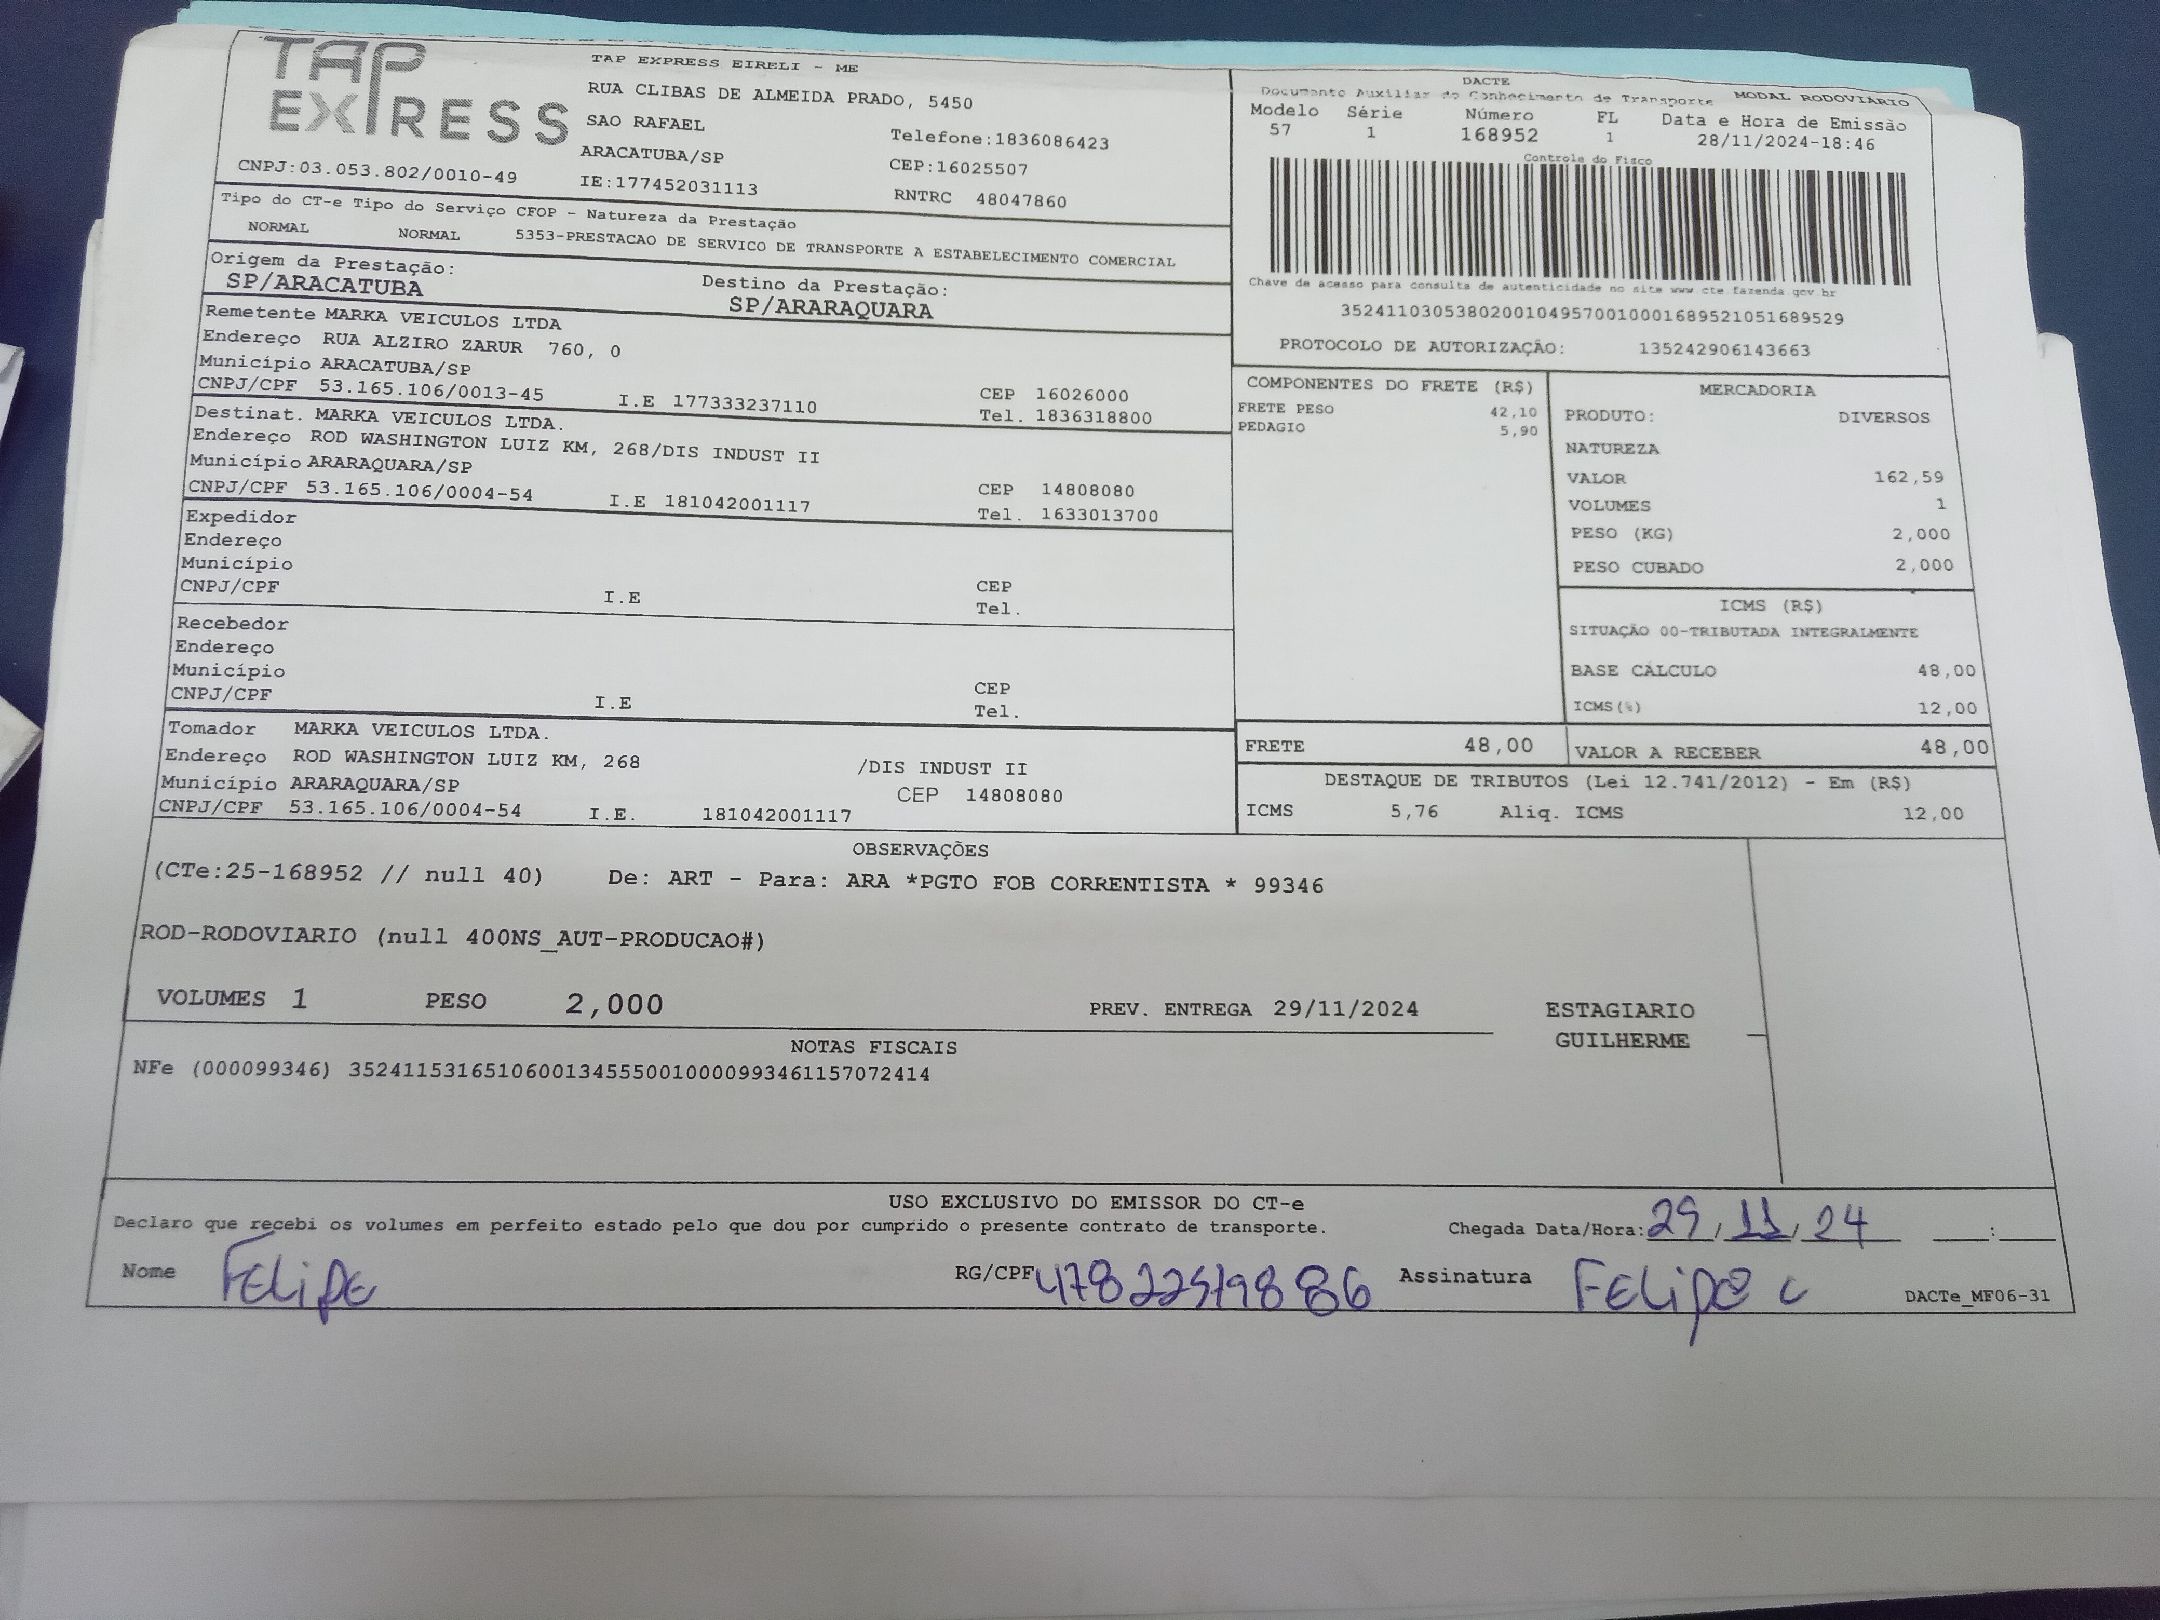 TAP EXPRESS
CNPJ:03.053.802/0010-49
TAP EXPRESS EIRELI - ME
RUA CLIBAS DE ALMEIDA PRADO, 5450
SAO RAFAEL
ARACATUBA/SP
IE:177452031113
Telefone:1836086423
CEP:16025507
RNTRC 48047860
DACTE
Documento Auxiliar do Conhecimento de Transporte MODAL RODOVIARIO
Modelo Série Número FL Data e Hora de Emissão
57 1 168952 1 28/11/2024-18:46
Controle do Fisco
Chave de acesso para consulta de autenticidade no site www.cte.fazenda.gov.br
35241103053802001049570010001689521051689529
PROTOCOLO DE AUTORIZAÇÃO: 135242906143663
Tipo do CT-e Tipo do Serviço CFOP - Natureza da Prestação
NORMAL NORMAL 5353-PRESTACAO DE SERVICO DE TRANSPORTE A ESTABELECIMENTO COMERCIAL
Origem da Prestação: Destino da Prestação:
SP/ARACATUBA SP/ARARAQUARA
Remetente MARKA VEICULOS LTDA
Endereço RUA ALZIRO ZARUR 760, 0
Município ARACATUBA/SP
CNPJ/CPF 53.165.106/0013-45 I.E 177333237110 CEP 16026000
Tel. 1836318800
Destinat. MARKA VEICULOS LTDA.
Endereço ROD WASHINGTON LUIZ KM, 268/DIS INDUST II
Município ARARAQUARA/SP
CNPJ/CPF 53.165.106/0004-54 I.E 181042001117 CEP 14808080
Tel. 1633013700
Expedidor
Endereço
Município
CNPJ/CPF I.E CEP
Tel.
Recebedor
Endereço
Município
CNPJ/CPF I.E CEP
Tel.
Tomador MARKA VEICULOS LTDA.
Endereço ROD WASHINGTON LUIZ KM, 268 /DIS INDUST II
Município ARARAQUARA/SP CEP 14808080
CNPJ/CPF 53.165.106/0004-54 I.E. 181042001117
COMPONENTES DO FRETE (R$)
FRETE PESO 42,10
PEDAGIO 5,90
MERCADORIA
PRODUTO: DIVERSOS
NATUREZA
VALOR 162,59
VOLUMES 1
PESO (KG) 2,000
PESO CUBADO 2,000
ICMS (R$)
SITUAÇÃO 00-TRIBUTADA INTEGRALMENTE
BASE CÁLCULO 48,00
ICMS(%) 12,00
FRETE 48,00 VALOR A RECEBER 48,00
DESTAQUE DE TRIBUTOS (Lei 12.741/2012) - Em (R$)
ICMS 5,76 Aliq. ICMS 12,00
OBSERVAÇÕES
(CTe:25-168952 // null 40) De: ART - Para: ARA *PGTO FOB CORRENTISTA * 99346
ROD-RODOVIARIO (null 400NS_AUT-PRODUCAO#)
VOLUMES 1 PESO 2,000 PREV. ENTREGA 29/11/2024 ESTAGIARIO
GUILHERME
NOTAS FISCAIS
NFe (000099346) 35241153165106001345550010000993461157072414
USO EXCLUSIVO DO EMISSOR DO CT-e
Declaro que recebi os volumes em perfeito estado pelo que dou por cumprido o presente contrato de transporte. Chegada Data/Hora: 29/11/24 :
Nome FELIPE RG/CPF Assinatura FELIPE C
DACTe_MF06-31